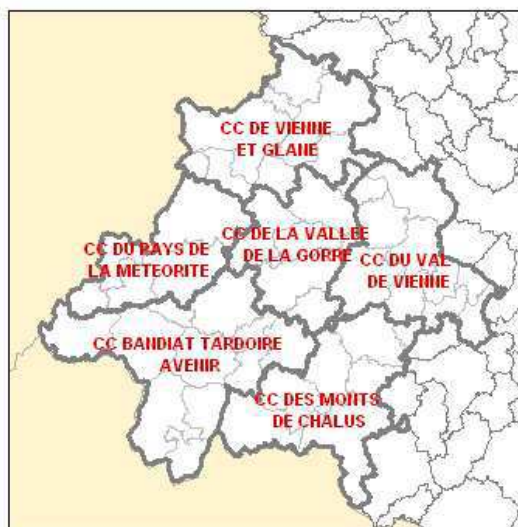 CC DE VIENNE
ET GLANE
CC DE LA VALLEE
DE LA GORRE
CC DU PAYS DE
LA METEORITE
CC DU VAL
DE VIENNE
CC BANDIAT TARDOIRE
AVENIR
CC DES MONTS
DE CHALUS